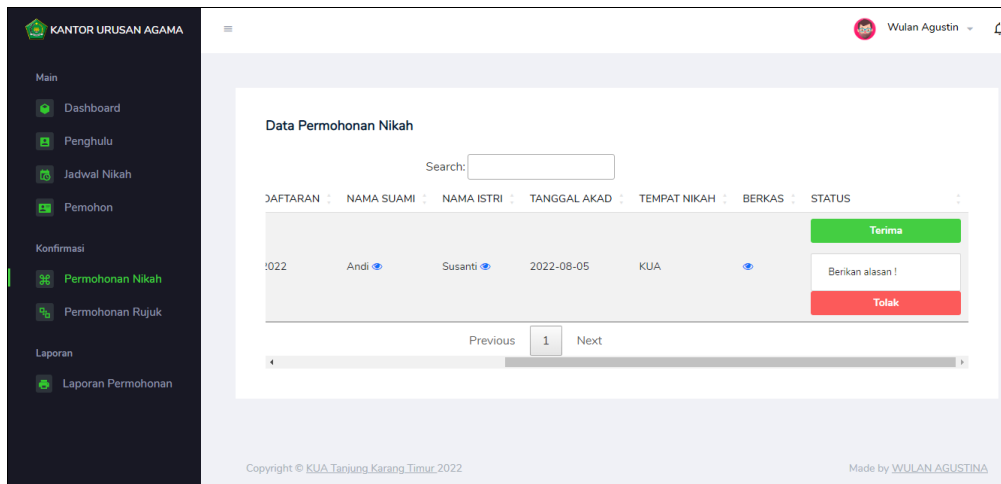 KANTOR URUSAN AGAMA
Wulan Agustin
Main
Dashboard
Penghulu
Jadwal Nikah
Pemohon
Konfirmasi
Permohonan Nikah
Permohonan Rujuk
Laporan
Laporan Permohonan
Data Permohonan Nikah
Search:
DAFTARAN NAMA SUAMI NAMA ISTRI TANGGAL AKAD TEMPAT NIKAH BERKAS STATUS
Terima
2022 Andi Susanti 2022-08-05 KUA
Berikan alasan !
Tolak
Previous 1 Next
Copyright © KUA Tanjung Karang Timur 2022
Made by WULAN AGUSTINA